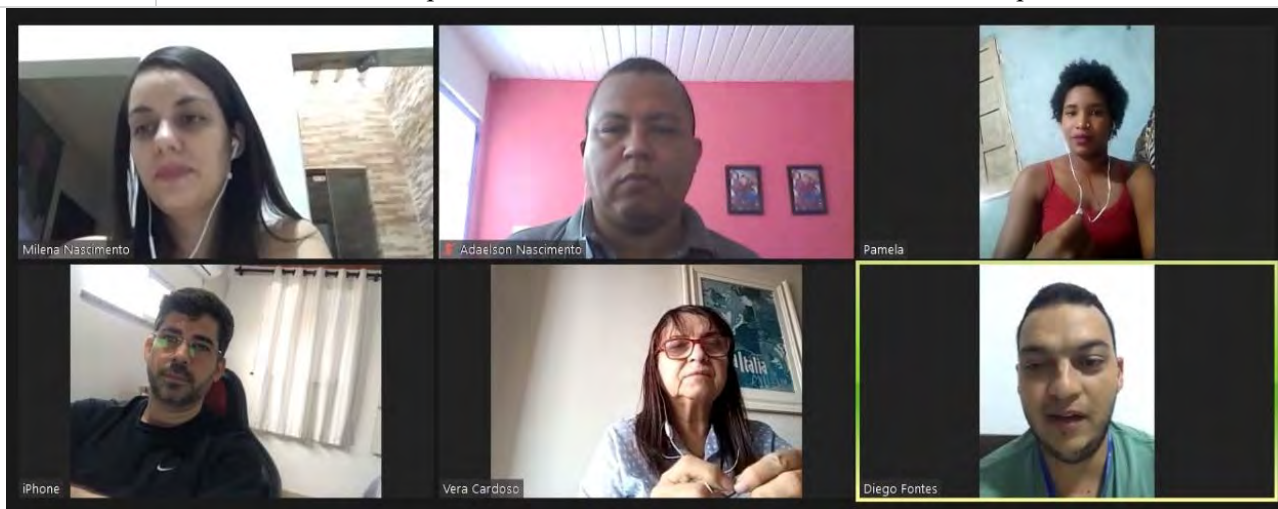 Milena Nascimento
Adaelson Nascimento
Pamela
iPhone
Vera Cardoso
Diego Fontes